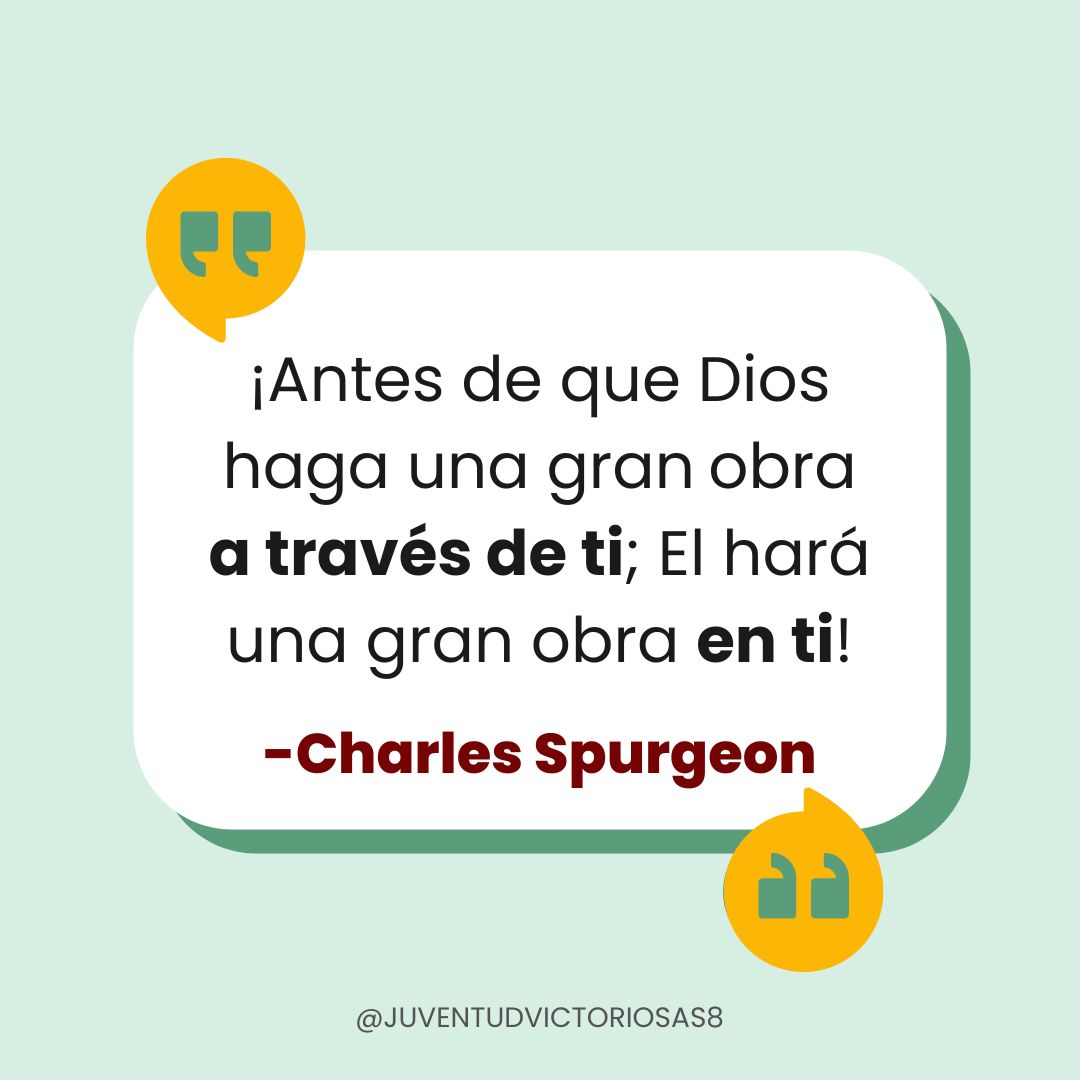 ¡Antes de que Dios
haga una gran obra
a través de ti; El hará
una gran obra en ti!
-Charles Spurgeon
@JUVENTUDVICTORIOSAS8